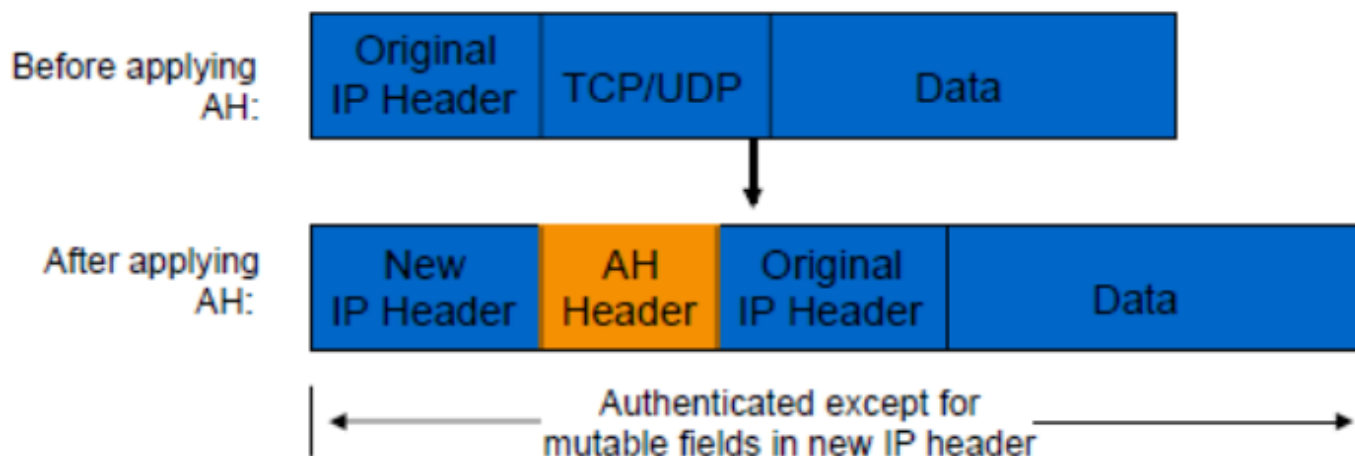 Before applying
AH:
Original
IP Header
TCP/UDP
Data
After applying
AH:
New
IP Header
AH
Header
Original
IP Header
Data
Authenticated except for
mutable fields in new IP header